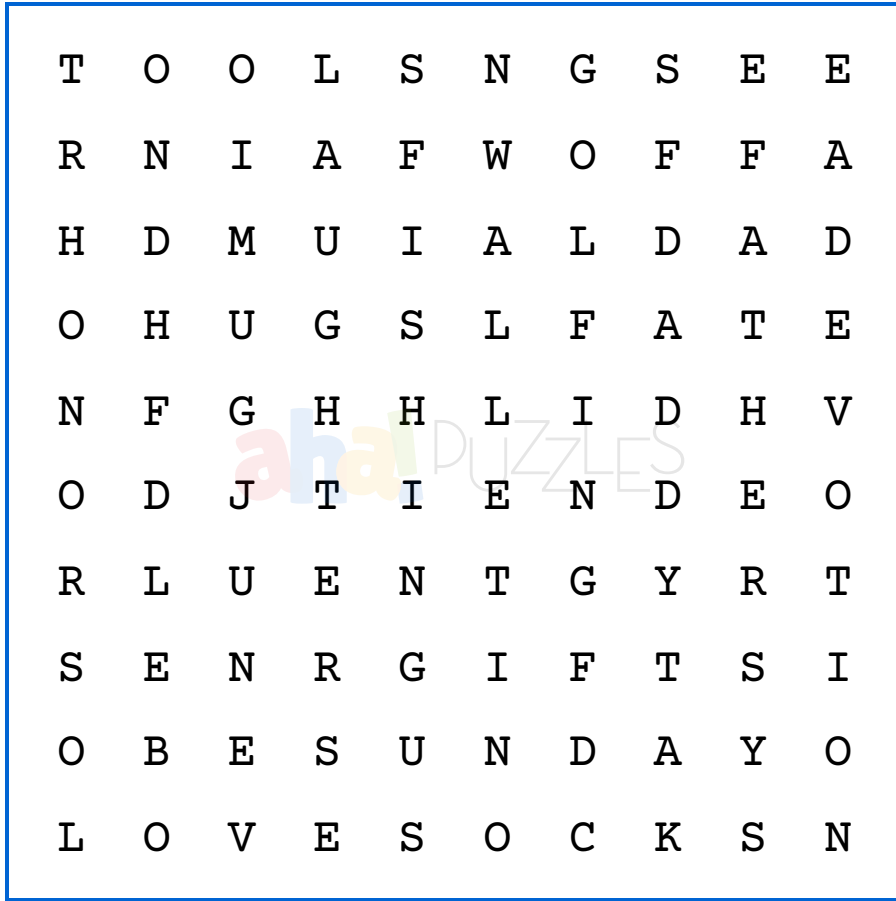 T O O L S N G S E E
R N I A F W O F F A
H D M U I A L D A D
O H U G S L F A T E
N F G H H L I D H V
O D J T I E N D E O
R L U E N T G Y R T
S E N R G I F T S I
O B E S U N D A Y O
L O V E S O C K S N
aha! PUZZLES